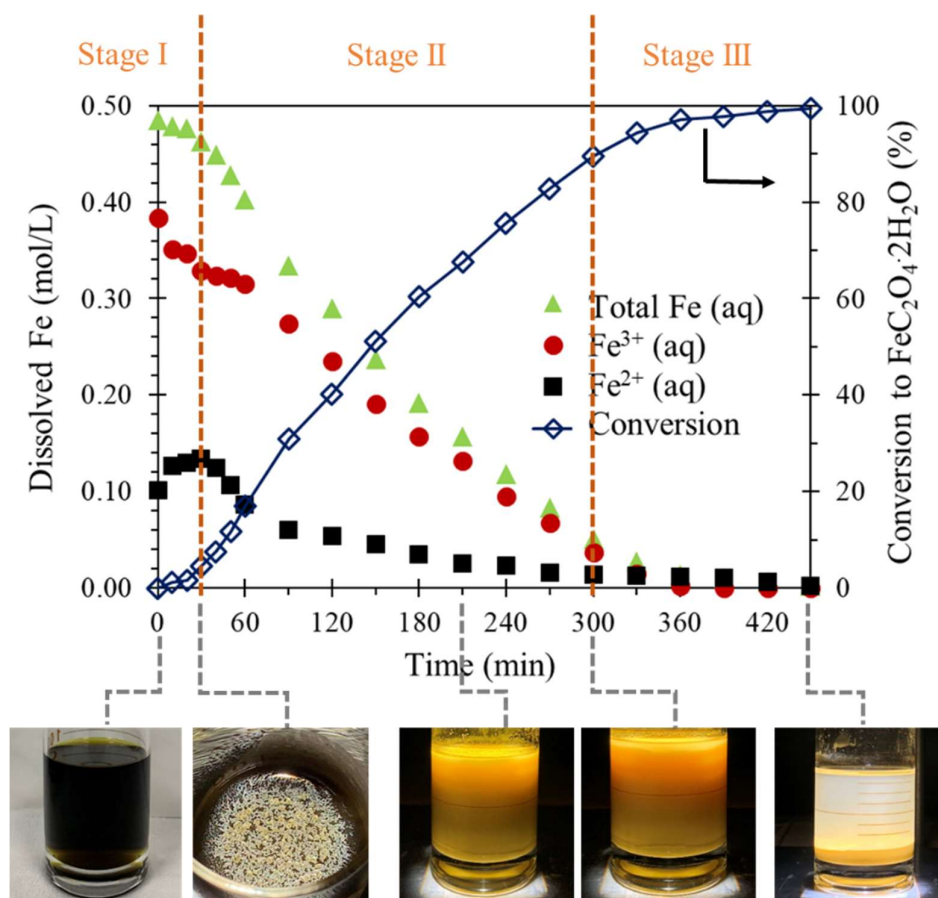 Stage I
Stage II
Stage III
0.50
0.40
0.30
0.20
0.10
0.00
Dissolved Fe (mol/L)
100
80
60
40
20
0
Conversion to FeC₂O₄·2H₂O (%)
Total Fe (aq)
Fe³⁺ (aq)
Fe²⁺ (aq)
Conversion
0 60 120 180 240 300 360 420
Time (min)